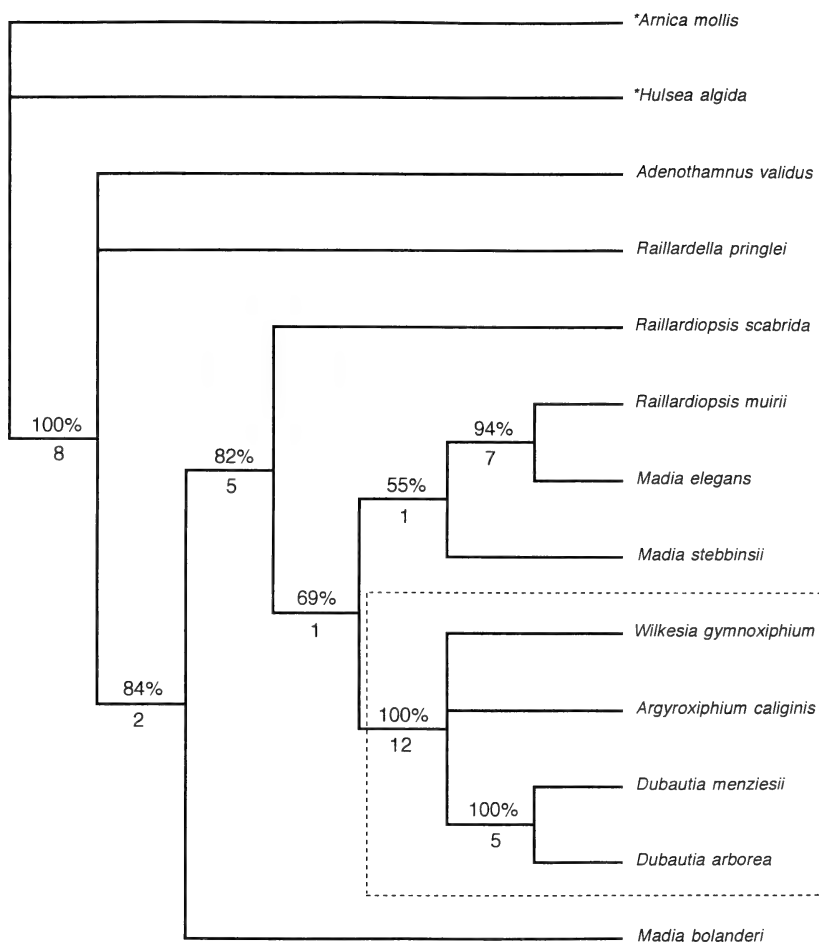 *Arnica mollis
*Hulsea algida
Adenothamnus validus
Raillardella pringlei
Raillardiopsis scabrida
Raillardiopsis muirii
100%
94%
8
82%
7
5
Madia elegans
55%
1
Madia stebbinsii
69%
1
Wilkesia gymnoxiphium
84%
2
100%
12
Argyroxiphium caliginis
Dubautia menziesii
100%
5
Dubautia arborea
Madia bolanderi